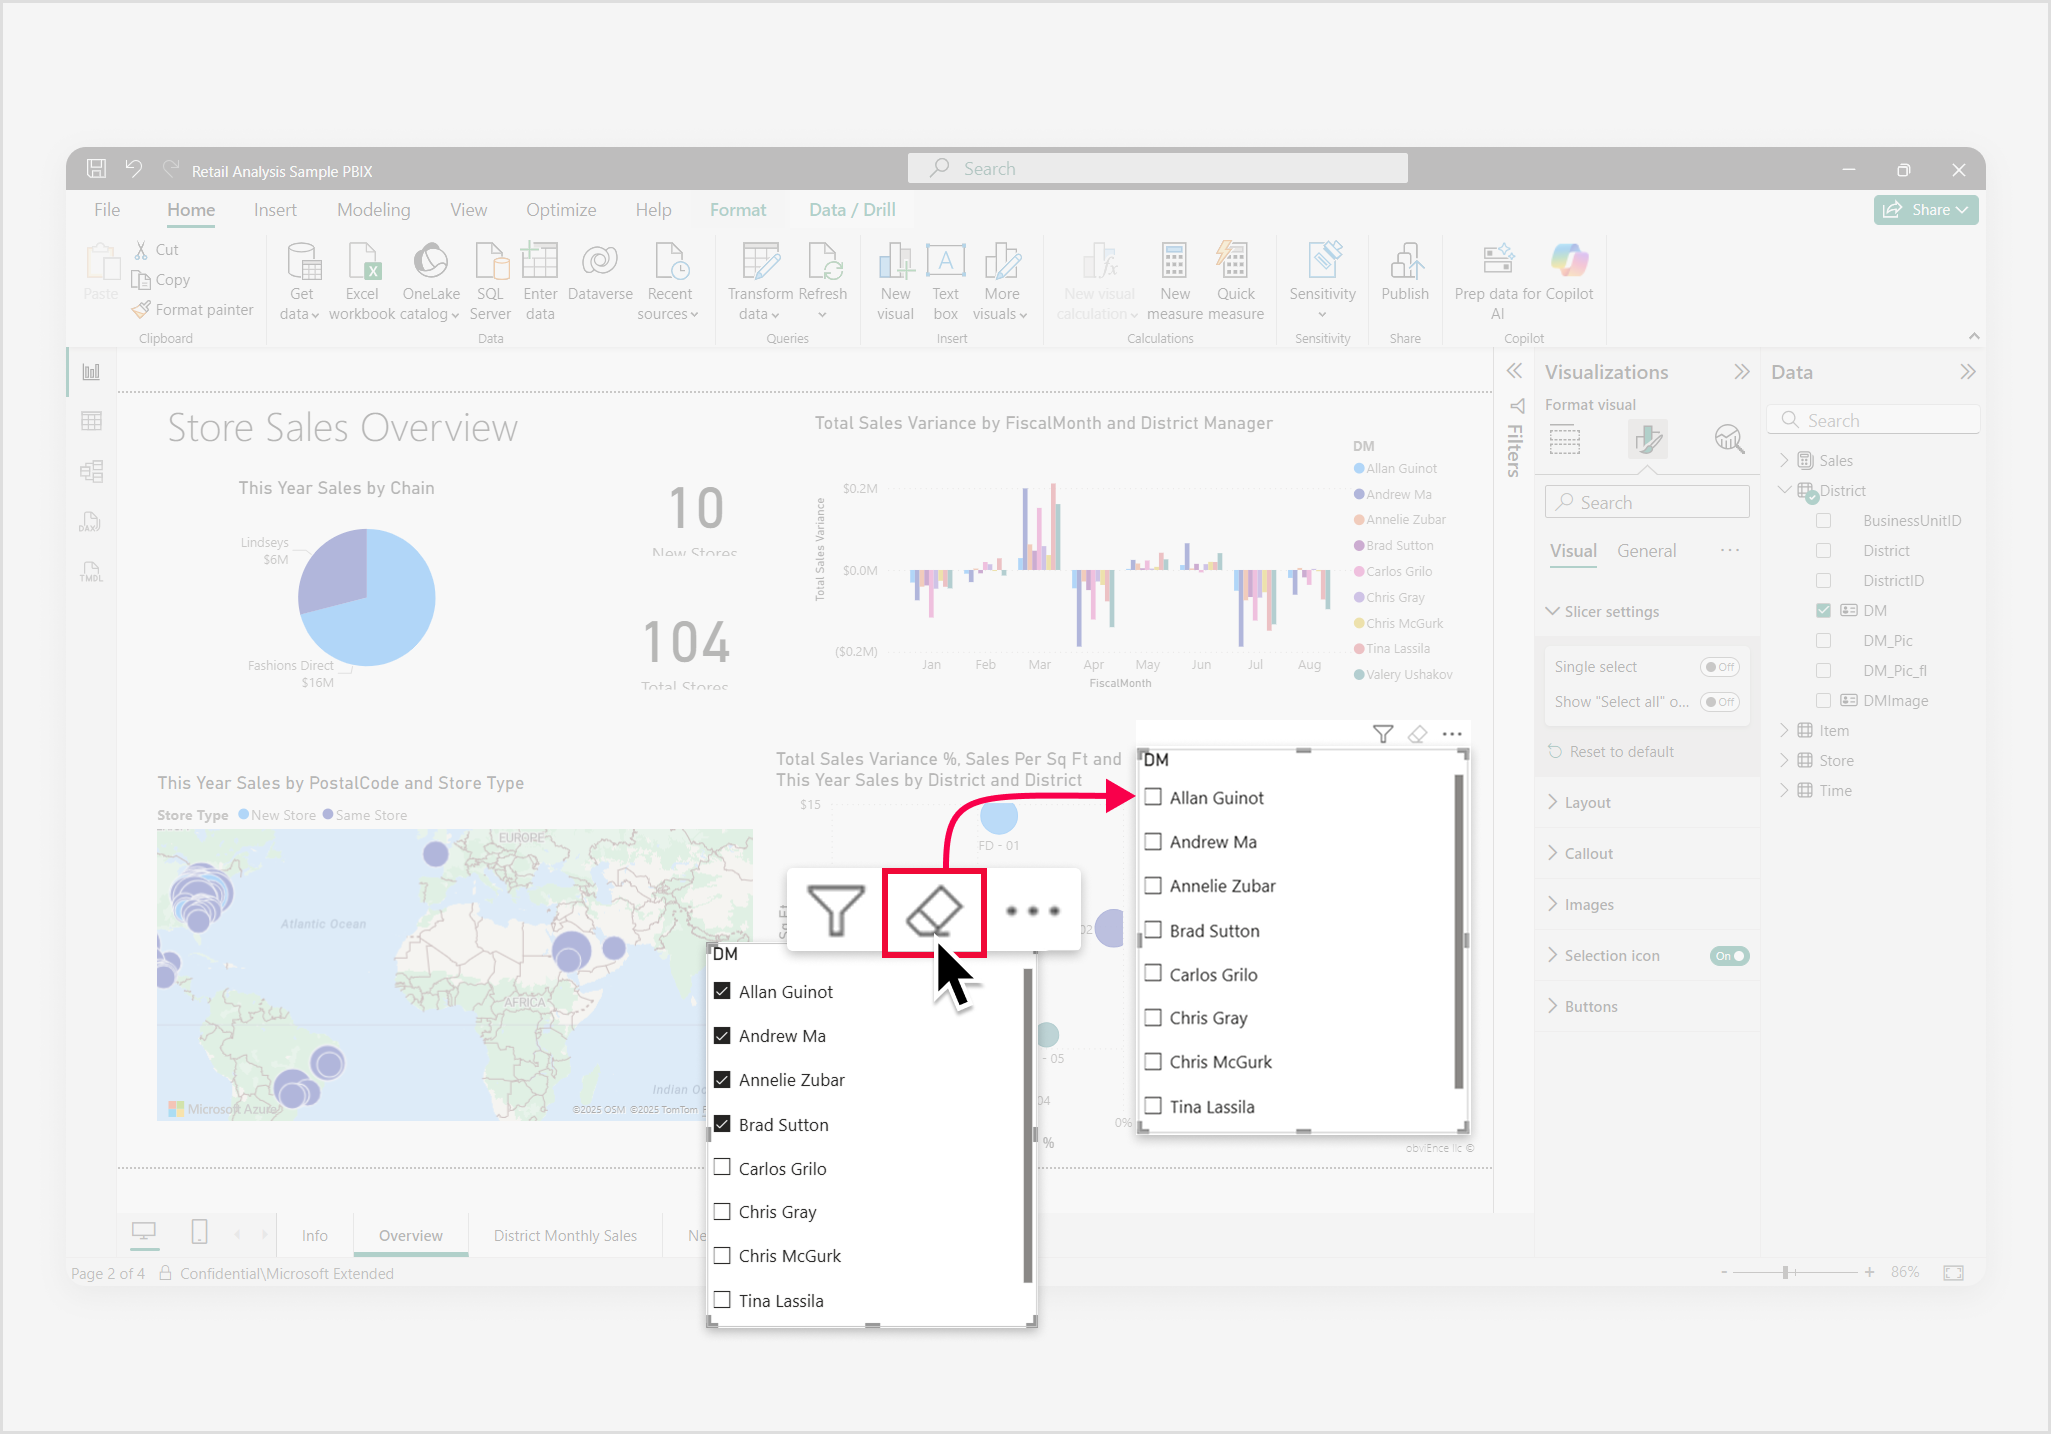 Retail Analysis Sample PBIX
Search
File Home Insert Modeling View Optimize Help Format Data / Drill
Share
Paste
Cut
Copy
Format painter
Clipboard
Get data
Excel workbook
OneLake catalog
SQL Server
Enter data
Dataverse
Recent sources
Data
Transform data
Refresh
Queries
New visual
Text box
More visuals
Insert
New visual calculation
New measure
Quick measure
Calculations
Sensitivity
Sensitivity
Publish
Share
Prep data for AI
Copilot
Copilot
DAX
TMDL
Store Sales Overview
This Year Sales by Chain
Lindseys
$6M
Fashions Direct
$16M
10
New Stores
104
Total Stores
Total Sales Variance by FiscalMonth and District Manager
Total Sales Variance
$0.2M
$0.0M
($0.2M)
Jan Feb Mar Apr May Jun Jul Aug
FiscalMonth
DM
Allan Guinot
Andrew Ma
Annelie Zubar
Brad Sutton
Carlos Grilo
Chris Gray
Chris McGurk
Tina Lassila
Valery Ushakov
This Year Sales by PostalCode and Store Type
Store Type New Store Same Store
EUROPE
Atlantic Ocean
AFRICA
Indian Oc
Microsoft Azure
©2025 OSM ©2025 TomTom
Total Sales Variance %, Sales Per Sq Ft and
This Year Sales by District and District
$15
FD - 01
Sq Ft
02
- 05
04
0%
%
DM
Allan Guinot
Andrew Ma
Annelie Zubar
Brad Sutton
Carlos Grilo
Chris Gray
Chris McGurk
Tina Lassila
DM
Allan Guinot
Andrew Ma
Annelie Zubar
Brad Sutton
Carlos Grilo
Chris Gray
Chris McGurk
Tina Lassila
obviEnce llc ©
Filters
Visualizations
Format visual
Search
Visual General
Slicer settings
Single select Off
Show "Select all" o... Off
Reset to default
Layout
Callout
Images
Selection icon On
Buttons
Data
Search
Sales
District
BusinessUnitID
District
DistrictID
DM
DM_Pic
DM_Pic_fl
DMImage
Item
Store
Time
Info Overview District Monthly Sales Ne
Page 2 of 4 Confidential\Microsoft Extended
- + 86%